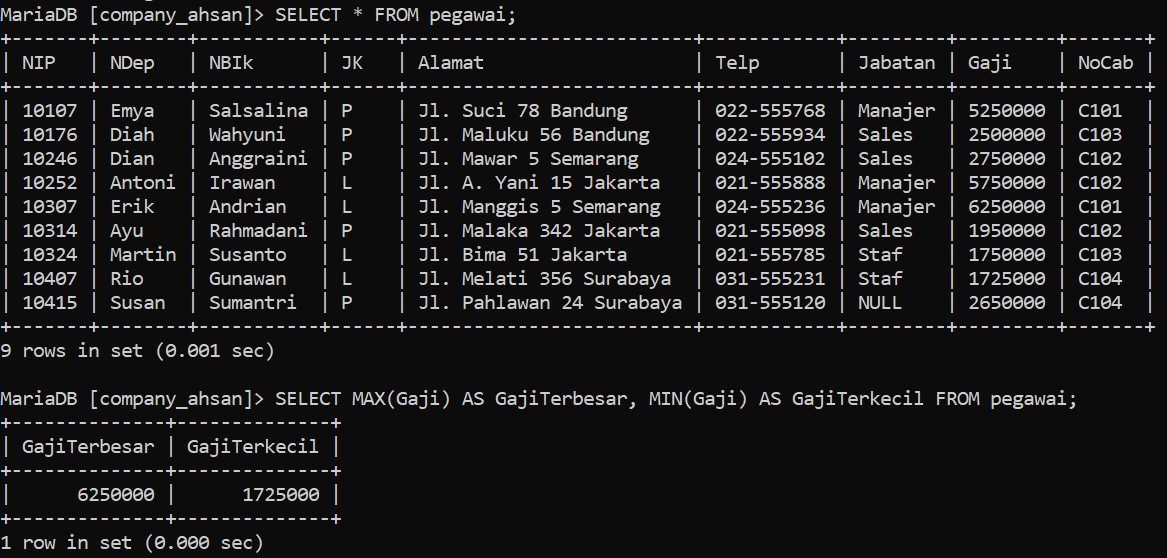 MariaDB [company_ahsan]> SELECT * FROM pegawai;
+-------+--------+-----------+------+--------------------------+------------+---------+---------+-------+
| NIP   | NDep   | NBIk      | JK   | Alamat                   | Telp       | Jabatan | Gaji    | NoCab |
+-------+--------+-----------+------+--------------------------+------------+---------+---------+-------+
| 10107 | Emya   | Salsalina | P    | Jl. Suci 78 Bandung      | 022-555768 | Manajer | 5250000 | C101  |
| 10176 | Diah   | Wahyuni   | P    | Jl. Maluku 56 Bandung    | 022-555934 | Sales   | 2500000 | C103  |
| 10246 | Dian   | Anggraini | P    | Jl. Mawar 5 Semarang     | 024-555102 | Sales   | 2750000 | C102  |
| 10252 | Antoni | Irawan    | L    | Jl. A. Yani 15 Jakarta   | 021-555888 | Manajer | 5750000 | C102  |
| 10307 | Erik   | Andrian   | L    | Jl. Manggis 5 Semarang   | 024-555236 | Manajer | 6250000 | C101  |
| 10314 | Ayu    | Rahmadani | P    | Jl. Malaka 342 Jakarta   | 021-555098 | Sales   | 1950000 | C102  |
| 10324 | Martin | Susanto   | L    | Jl. Bima 51 Jakarta      | 021-555785 | Staf    | 1750000 | C103  |
| 10407 | Rio    | Gunawan   | L    | Jl. Melati 356 Surabaya  | 031-555231 | Staf    | 1725000 | C104  |
| 10415 | Susan  | Sumantri  | P    | Jl. Pahlawan 24 Surabaya | 031-555120 | NULL    | 2650000 | C104  |
+-------+--------+-----------+------+--------------------------+------------+---------+---------+-------+
9 rows in set (0.001 sec)
MariaDB [company_ahsan]> SELECT MAX(Gaji) AS GajiTerbesar, MIN(Gaji) AS GajiTerkecil FROM pegawai;
+--------------+--------------+
| GajiTerbesar | GajiTerkecil |
+--------------+--------------+
|      6250000 |      1725000 |
+--------------+--------------+
1 row in set (0.000 sec)